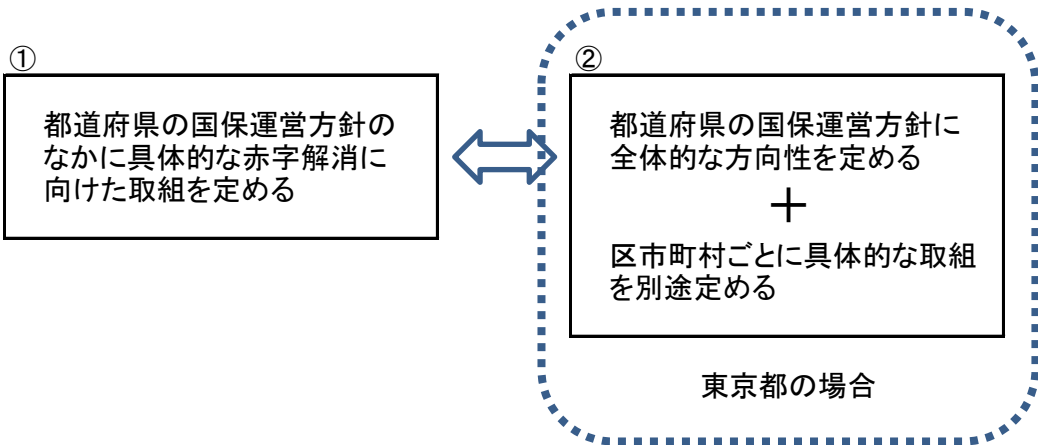 ①
都道府県の国保運営方針の
なかに具体的な赤字解消に
向けた取組を定める
②
都道府県の国保運営方針に
全体的な方向性を定める
＋
区市町村ごとに具体的な取組
を別途定める
東京都の場合